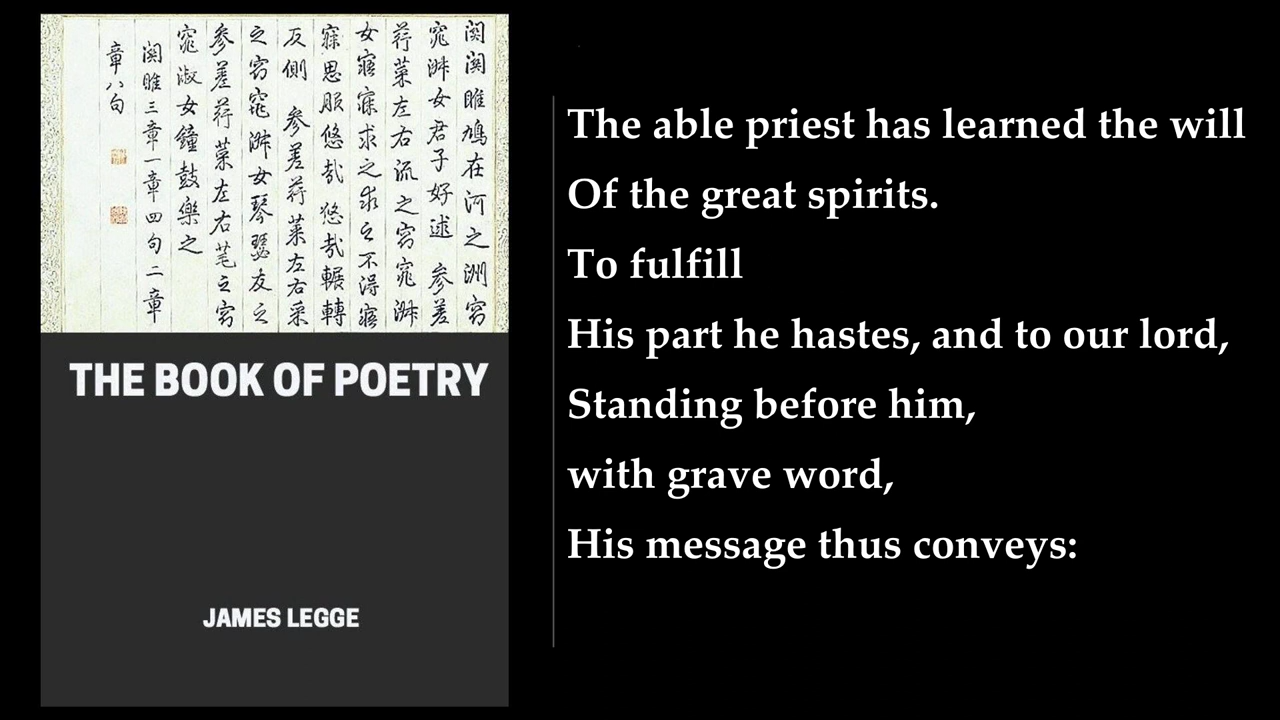 關關雎鳩在河之洲窈
窕淑女君子好逑 參差
荇菜左右流之窈窕淑
女寤寐求之求之不得寤
寐思服悠哉悠哉輾轉
反側 參差荇菜左右采
之窈窕淑女琴瑟友之
參差荇菜左右芼之窈
窕淑女鐘鼓樂之
關雎三章一章四句二章
章八句
THE BOOK OF POETRY
JAMES LEGGE
The able priest has learned the will
Of the great spirits.
To fulfill
His part he hastes, and to our lord,
Standing before him,
with grave word,
His message thus conveys: